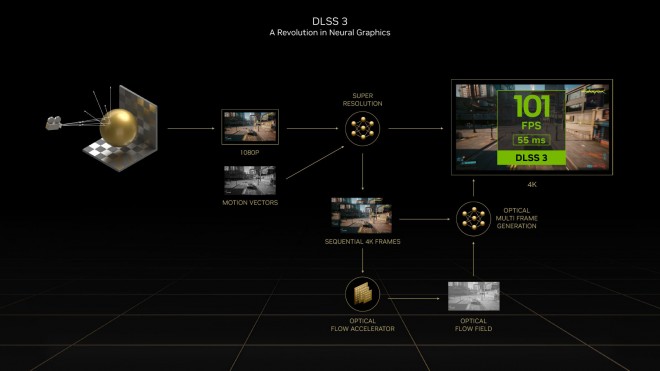 DLSS 3
A Revolution in Neural Graphics
SUPER
RESOLUTION
101
FPS
55 ms
DLSS 3
1080P
4K
MOTION VECTORS
OPTICAL
MULTI FRAME
GENERATION
SEQUENTIAL 4K FRAMES
OPTICAL
FLOW ACCELERATOR
OPTICAL
FLOW FIELD